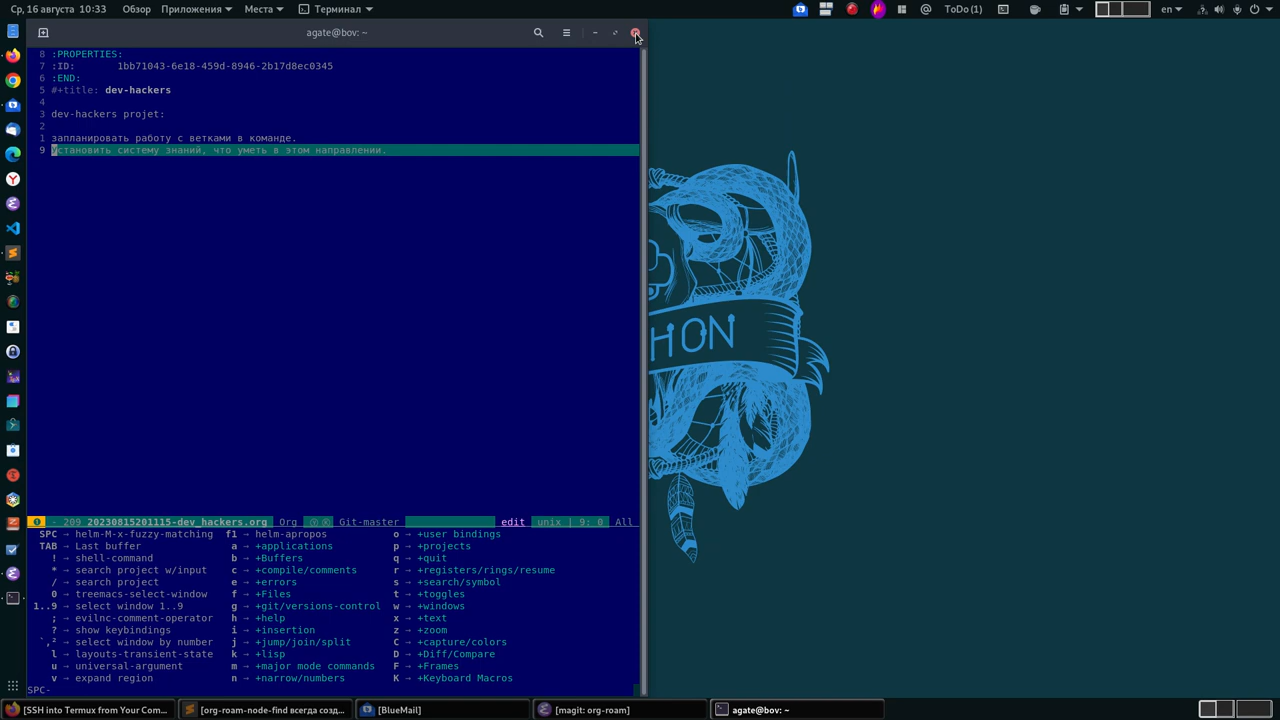 Ср, 16 августа 10:33 Обзор Приложения Места Терминал ToDo (1) en
agate@bov: ~
8 :PROPERTIES:
7 :ID: 1bb71043-6e18-459d-8946-2b17d8ec0345
6 :END:
5 #+title: dev-hackers
4
3 dev-hackers projet:
2
1 запланировать работу с ветками в команде.
9 установить систему знаний, что уметь в этом направлении.
HON
- 209 20230815201115-dev_hackers.org Org Git-master edit unix | 9: 0 All
SPC → helm-M-x-fuzzy-matching f1 → helm-apropos o → +user bindings
TAB → Last buffer a → +applications p → +projects
! → shell-command b → +Buffers q → +quit
* → search project w/input c → +compile/comments r → +registers/rings/resume
/ → search project e → +errors s → +search/symbol
0 → treemacs-select-window f → +Files t → +toggles
1..9 → select window 1..9 g → +git/versions-control w → +windows
; → evilnc-comment-operator h → +help x → +text
? → show keybindings i → +insertion z → +zoom
`,² → select window by number j → +jump/join/split C → +capture/colors
l → layouts-transient-state k → +lisp D → +Diff/Compare
u → universal-argument m → +major mode commands F → +Frames
v → expand region n → +narrow/numbers K → +Keyboard Macros
SPC-
[SSH into Termux from Your Com... [org-roam-node-find всегда созд... [BlueMail] [magit: org-roam] agate@bov: ~